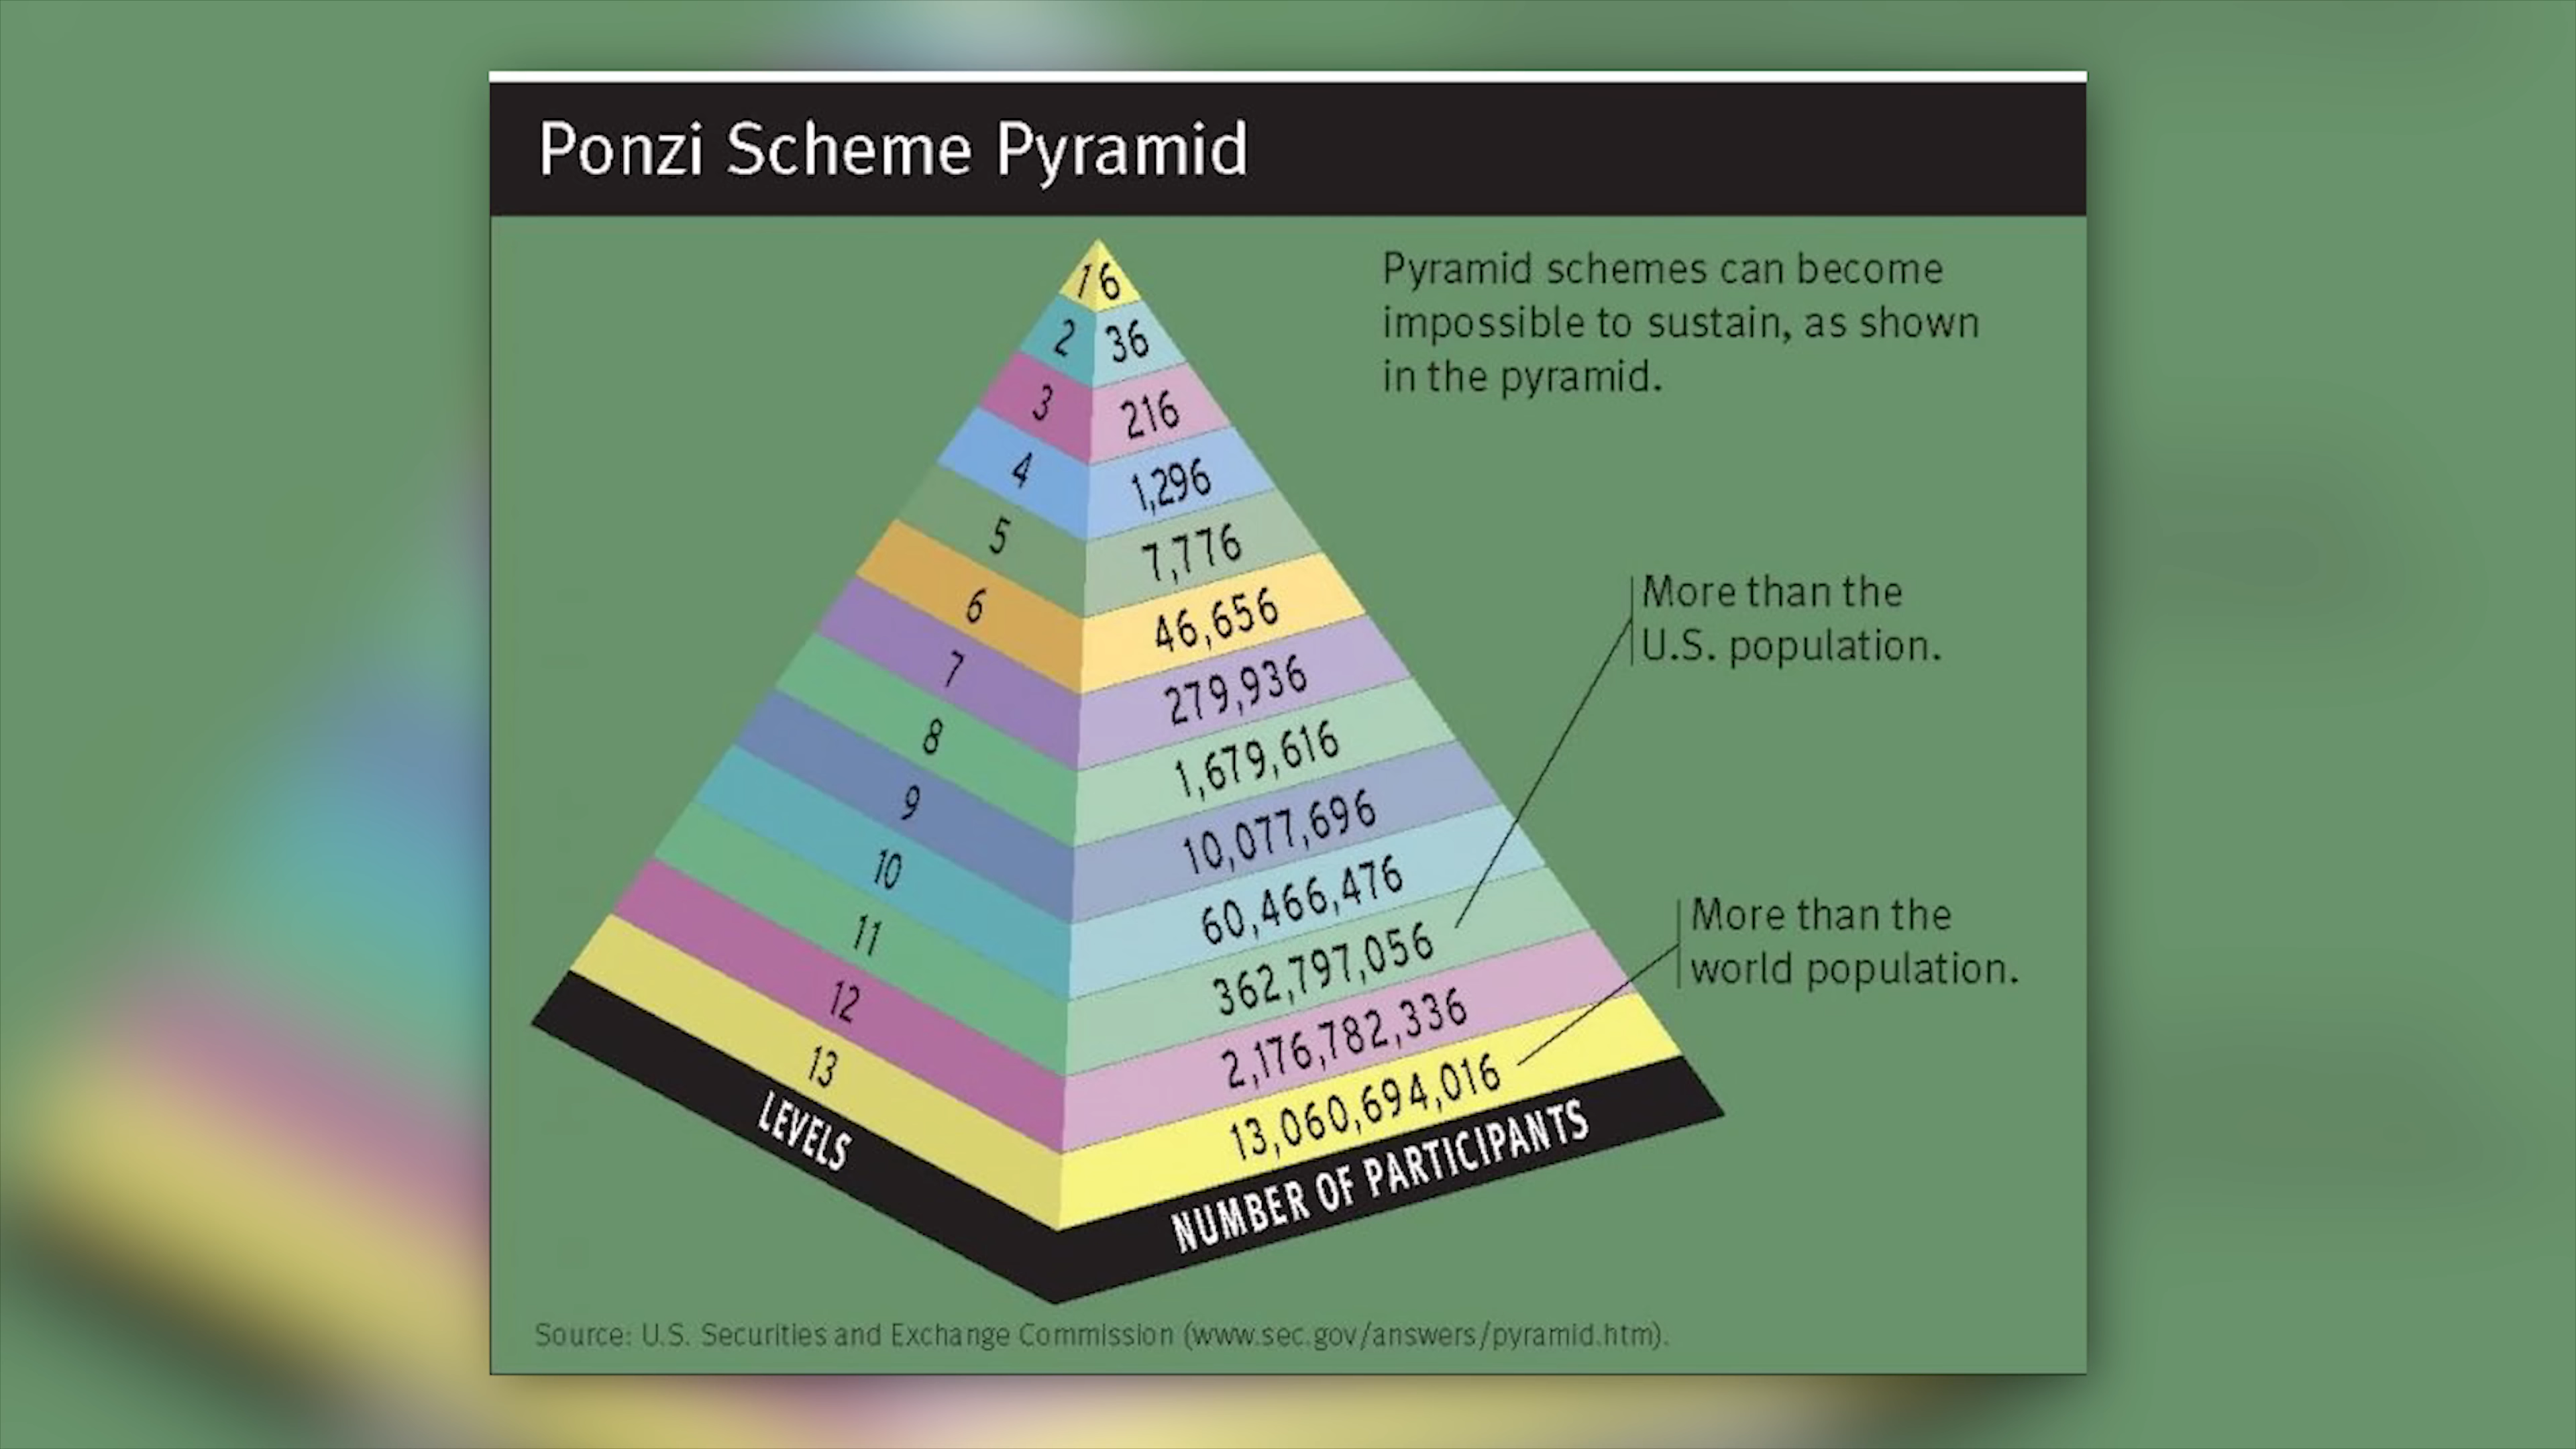 Ponzi Scheme Pyramid
Pyramid schemes can become
impossible to sustain, as shown
in the pyramid.
1 6
2 36
3 216
4 1,296
5 7,776
6 46,656
7 279,936
8 1,679,616
9 10,077,696
10 60,466,476
11 362,797,056
12 2,176,782,336
13 13,060,694,016
LEVELS
NUMBER OF PARTICIPANTS
More than the
U.S. population.
More than the
world population.
Source: U.S. Securities and Exchange Commission (www.sec.gov/answers/pyramid.htm).